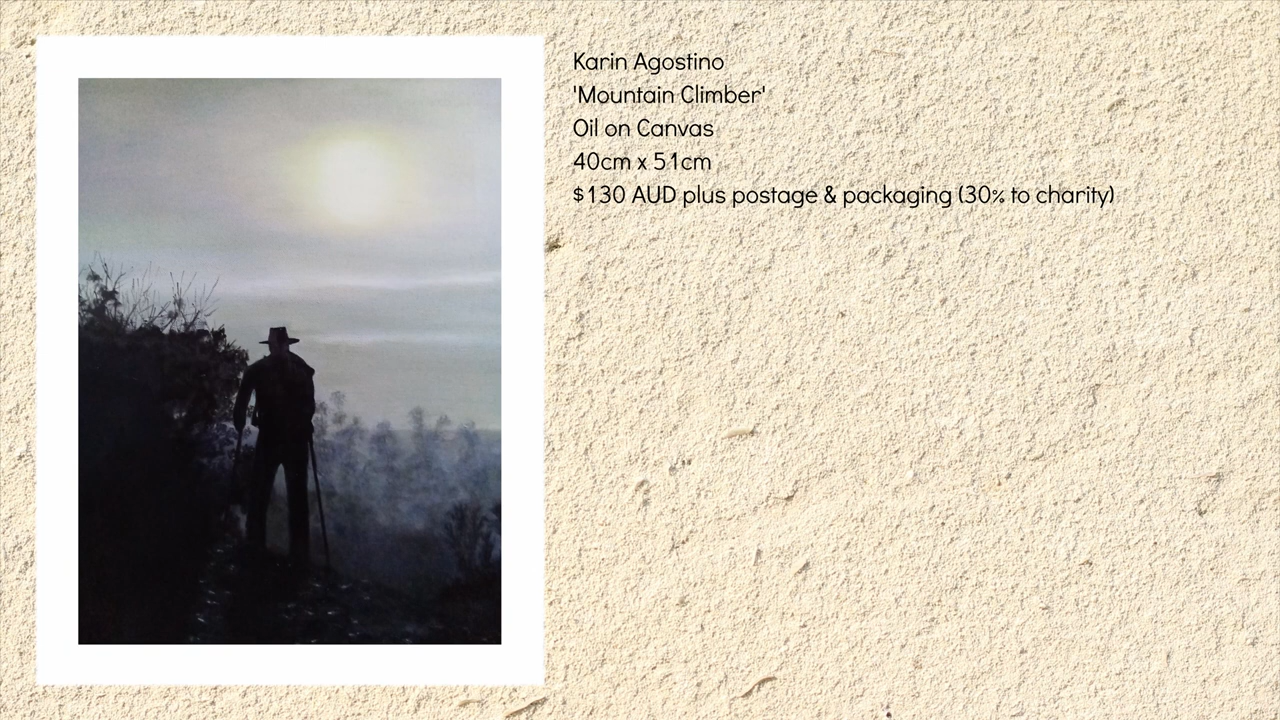 Karin Agostino
'Mountain Climber'
Oil on Canvas
40cm x 51cm
$130 AUD plus postage & packaging (30% to charity)